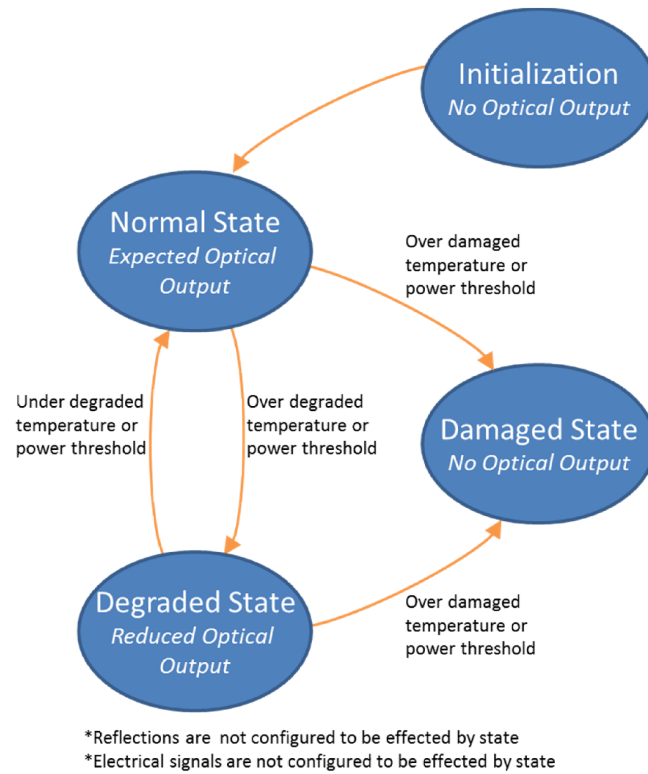 Initialization
No Optical Output
Normal State
Expected Optical
Output
Over damaged
temperature or
power threshold
Under degraded
temperature or
power threshold
Over degraded
temperature or
power threshold
Damaged State
No Optical Output
Degraded State
Reduced Optical
Output
Over damaged
temperature or
power threshold
*Reflections are not configured to be effected by state
*Electrical signals are not configured to be effected by state